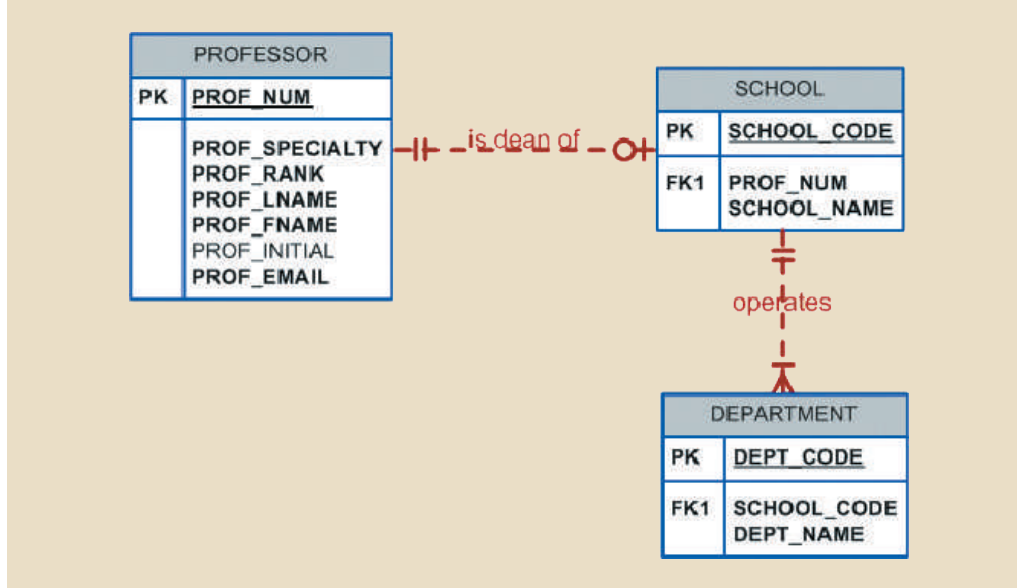 PROFESSOR
PK PROF_NUM
PROF_SPECIALTY
PROF_RANK
PROF_LNAME
PROF_FNAME
PROF_INITIAL
PROF_EMAIL
is dean of
SCHOOL
PK SCHOOL_CODE
FK1 PROF_NUM
SCHOOL_NAME
operates
DEPARTMENT
PK DEPT_CODE
FK1 SCHOOL_CODE
DEPT_NAME